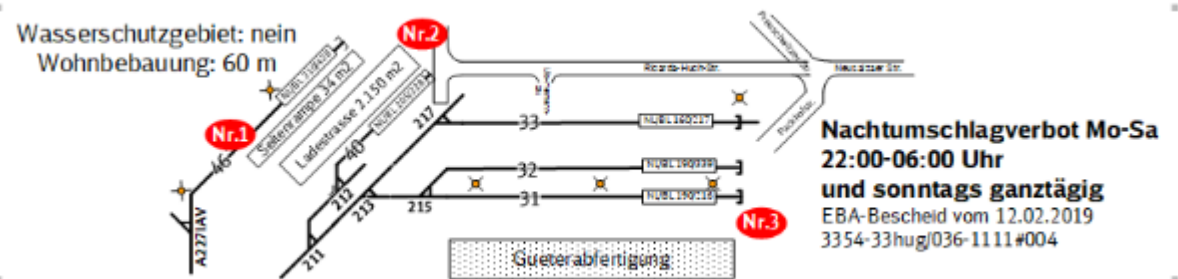 Wasserschutzgebiet: nein
Wohnbebauung: 60 m
Nr.1
Nr.2
Nr.3
Seitenrampe 34 m2
Ladestrasse 2.150 m2
46
40
217
33
32
31
212
213
215
211
A227IAV
Ricarda-Huch-Str.
Neusalzaer Str.
Packhofstr.
Gueterabfertigung
Nachtumschlagverbot Mo-Sa
22:00-06:00 Uhr
und sonntags ganztägig
EBA-Bescheid vom 12.02.2019
3354-33hug/036-1111#004